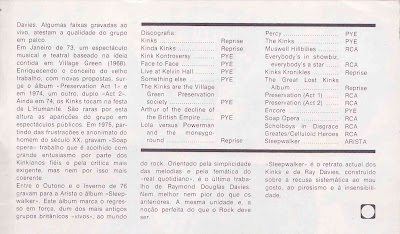 Davies. Algumas faixas gravadas ao
vivo, atestam a qualidade do grupo
em palco.
Em Janeiro de 73, um espectáculo
musical e teatral baseado na ideia
contida em Village Green (1968).
Enriquecendo o conceito do velho
trabalho, com novas propostas, sur-
ge o álbum «Preservation Act 1» e
em 1974, um outro, duplo «Act 2».
Ainda em 74, os Kinks tocam na festa
do L'Humanité. São raras por esta
altura as aparições do grupo em
espectáculos públicos. Em 1975, par-
tindo das frustrações e anonimato do
homem do século XX, gravam «Soap
opera» trabalho que é acolhido com
grande entusiasmo por parte dos
Kinkianos fiéis e pela crítica mais
exigente, mas nem por isso mais
coerente.
Entre o Outono e o Inverno de 76
gravam para a Arista o álbum «Sleep-
walker». Este álbum marca o regres-
so em força, dum dos mais antigos
grupos britânicos «vivos», ao mundo
Discografia:
Kinks Reprise
Kinda Kinks Reprise
Kink Kontroversy PYE
Face to Face PYE
Live at Kelvin Hall PYE
Something else PYE
The Kinks are the Village
Green Preservation
society PYE
Arthur of the decline of
the British Empire PYE
Lola versus Powerman
and the moneygo-
round Reprise
Percy PYE
The Kinks PYE
Muswell Hillbilies RCA
Everybody's in showbiz,
everybody's a star RCA
Kinks Kronikles Reprise
The Great Lost Kinks
Album Reprise
Preservation (Act 1) RCA
Preservation (Act 2) RCA
Encore PYE
Soap Opera RCA
Scholboys in Disgrace RCA
Creates/Celluloid Heroes RCA
Sleepwalker ARISTA
do rock. Orientado pela simplicidade
das melodias e pela temática do
«real quotidiano», é o último traba-
lho de Raymond Douglas Davies.
Nem melhor nem pior do que os
anteriores. A mesma unidade e, a
noção perfeita do que o Rock deve
ser.
«Sleepwalker» é o retrato actual dos
Kinks e da Ray Davies, construído
sobre a recusa sistemática ao mau
gosto, ao pirosismo e à insensibili-
dade.